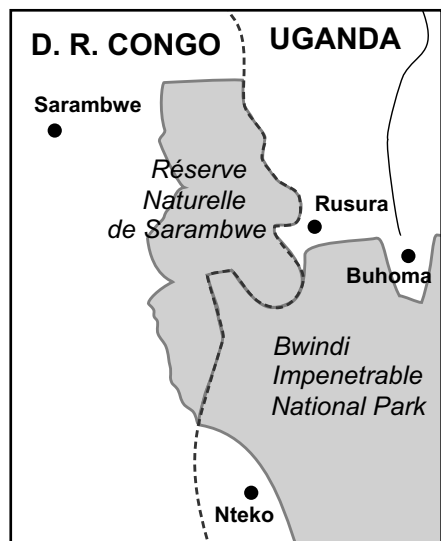 D. R. CONGO
UGANDA
Sarambwe
Réserve
Naturelle
de Sarambwe
Rusura
Buhoma
Bwindi
Impenetrable
National Park
Nteko